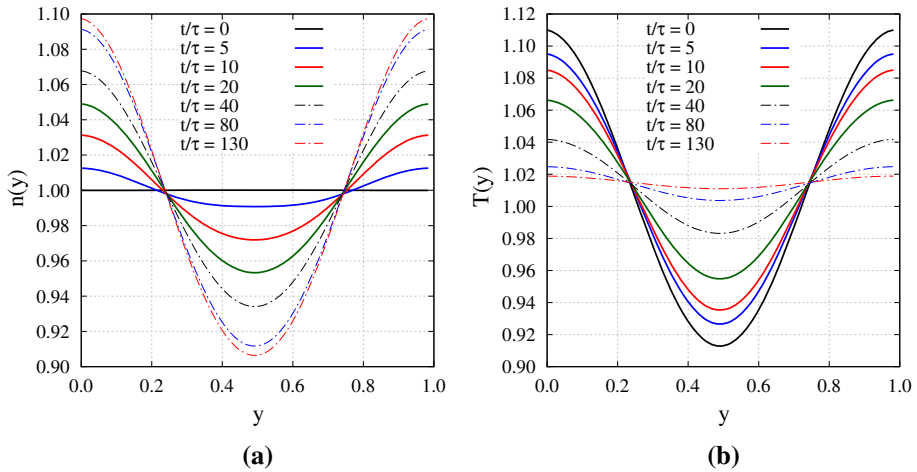 1.10
1.08
1.06
1.04
1.02
1.00
0.98
0.96
0.94
0.92
0.90
n(y)
t/τ = 0
t/τ = 5
t/τ = 10
t/τ = 20
t/τ = 40
t/τ = 80
t/τ = 130
0.0 0.2 0.4 0.6 0.8 1.0
y
(a)
1.12
1.10
1.08
1.06
1.04
1.02
1.00
0.98
0.96
0.94
0.92
0.90
T(y)
t/τ = 0
t/τ = 5
t/τ = 10
t/τ = 20
t/τ = 40
t/τ = 80
t/τ = 130
0.0 0.2 0.4 0.6 0.8 1.0
y
(b)